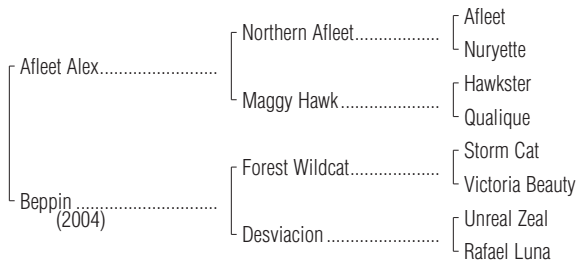 Afleet
Northern Afleet....................
Nuryette
Afleet Alex...........................
Hawkster
Maggy Hawk.......................
Qualique
Storm Cat
Forest Wildcat.....................
Victoria Beauty
Beppin ................................
(2004)
Unreal Zeal
Desviacion ..........................
Rafael Luna